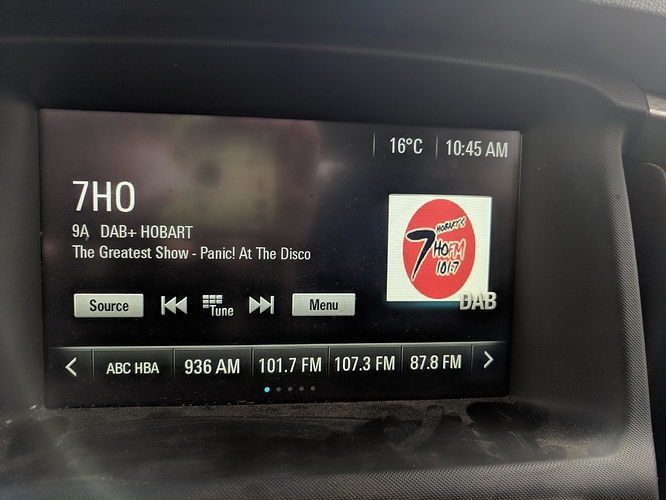 16°C 10:45 AM
7HO
9A DAB+ HOBART
The Greatest Show - Panic! At The Disco
HOBART'S
7HOFM
101.7
DAB
Source Tune Menu
ABC HBA 936 AM 101.7 FM 107.3 FM 87.8 FM